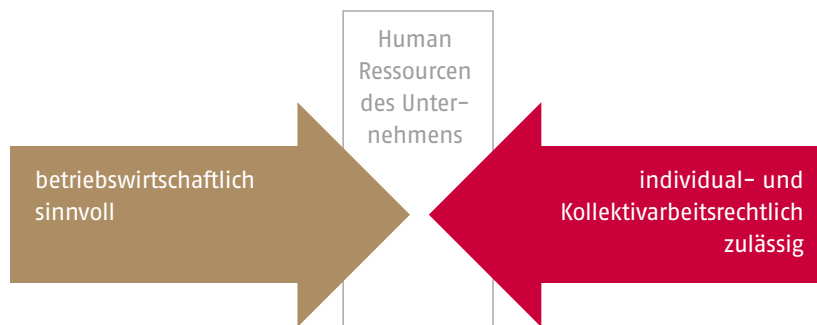 Human
Ressourcen
des Unter-
nehmens
betriebswirtschaftlich
sinnvoll
individual- und
Kollektivarbeitsrechtlich
zulässig